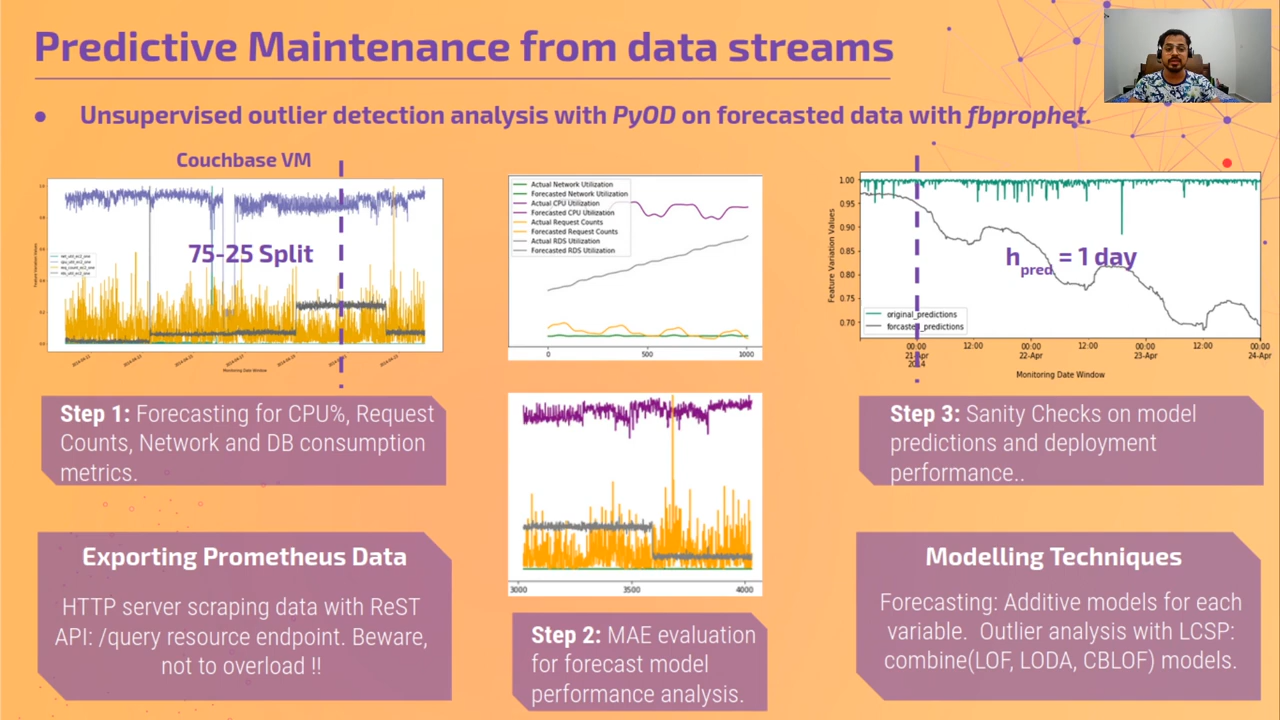 Predictive Maintenance from data streams
● Unsupervised outlier detection analysis with PyOD on forecasted data with fbprophet.
Couchbase VM
75-25 Split
Monitoring Date Window
Step 1: Forecasting for CPU%, Request
Counts, Network and DB consumption
metrics.
Exporting Prometheus Data
HTTP server scraping data with ReST
API: /query resource endpoint. Beware,
not to overload !!
Actual Network Utilization
Forecasted Network Utilization
Actual CPU Utilization
Forecasted CPU Utilization
Actual Request Counts
Forecasted Request Counts
Actual RDS Utilization
Forecasted RDS Utilization
0 500 1000
3000 3500 4000
Step 2: MAE evaluation
for forecast model
performance analysis.
Feature Variation Values
1.00
0.95
0.90
0.85
0.80
0.75
0.70
h pred = 1 day
original_predictions
forcasted_predictions
00:00 12:00 00:00 12:00 00:00 12:00 00:00
21-Apr 22-Apr 23-Apr 24-Apr
2014
Monitoring Date Window
Step 3: Sanity Checks on model
predictions and deployment
performance..
Modelling Techniques
Forecasting: Additive models for each
variable. Outlier analysis with LCSP:
combine(LOF, LODA, CBLOF) models.